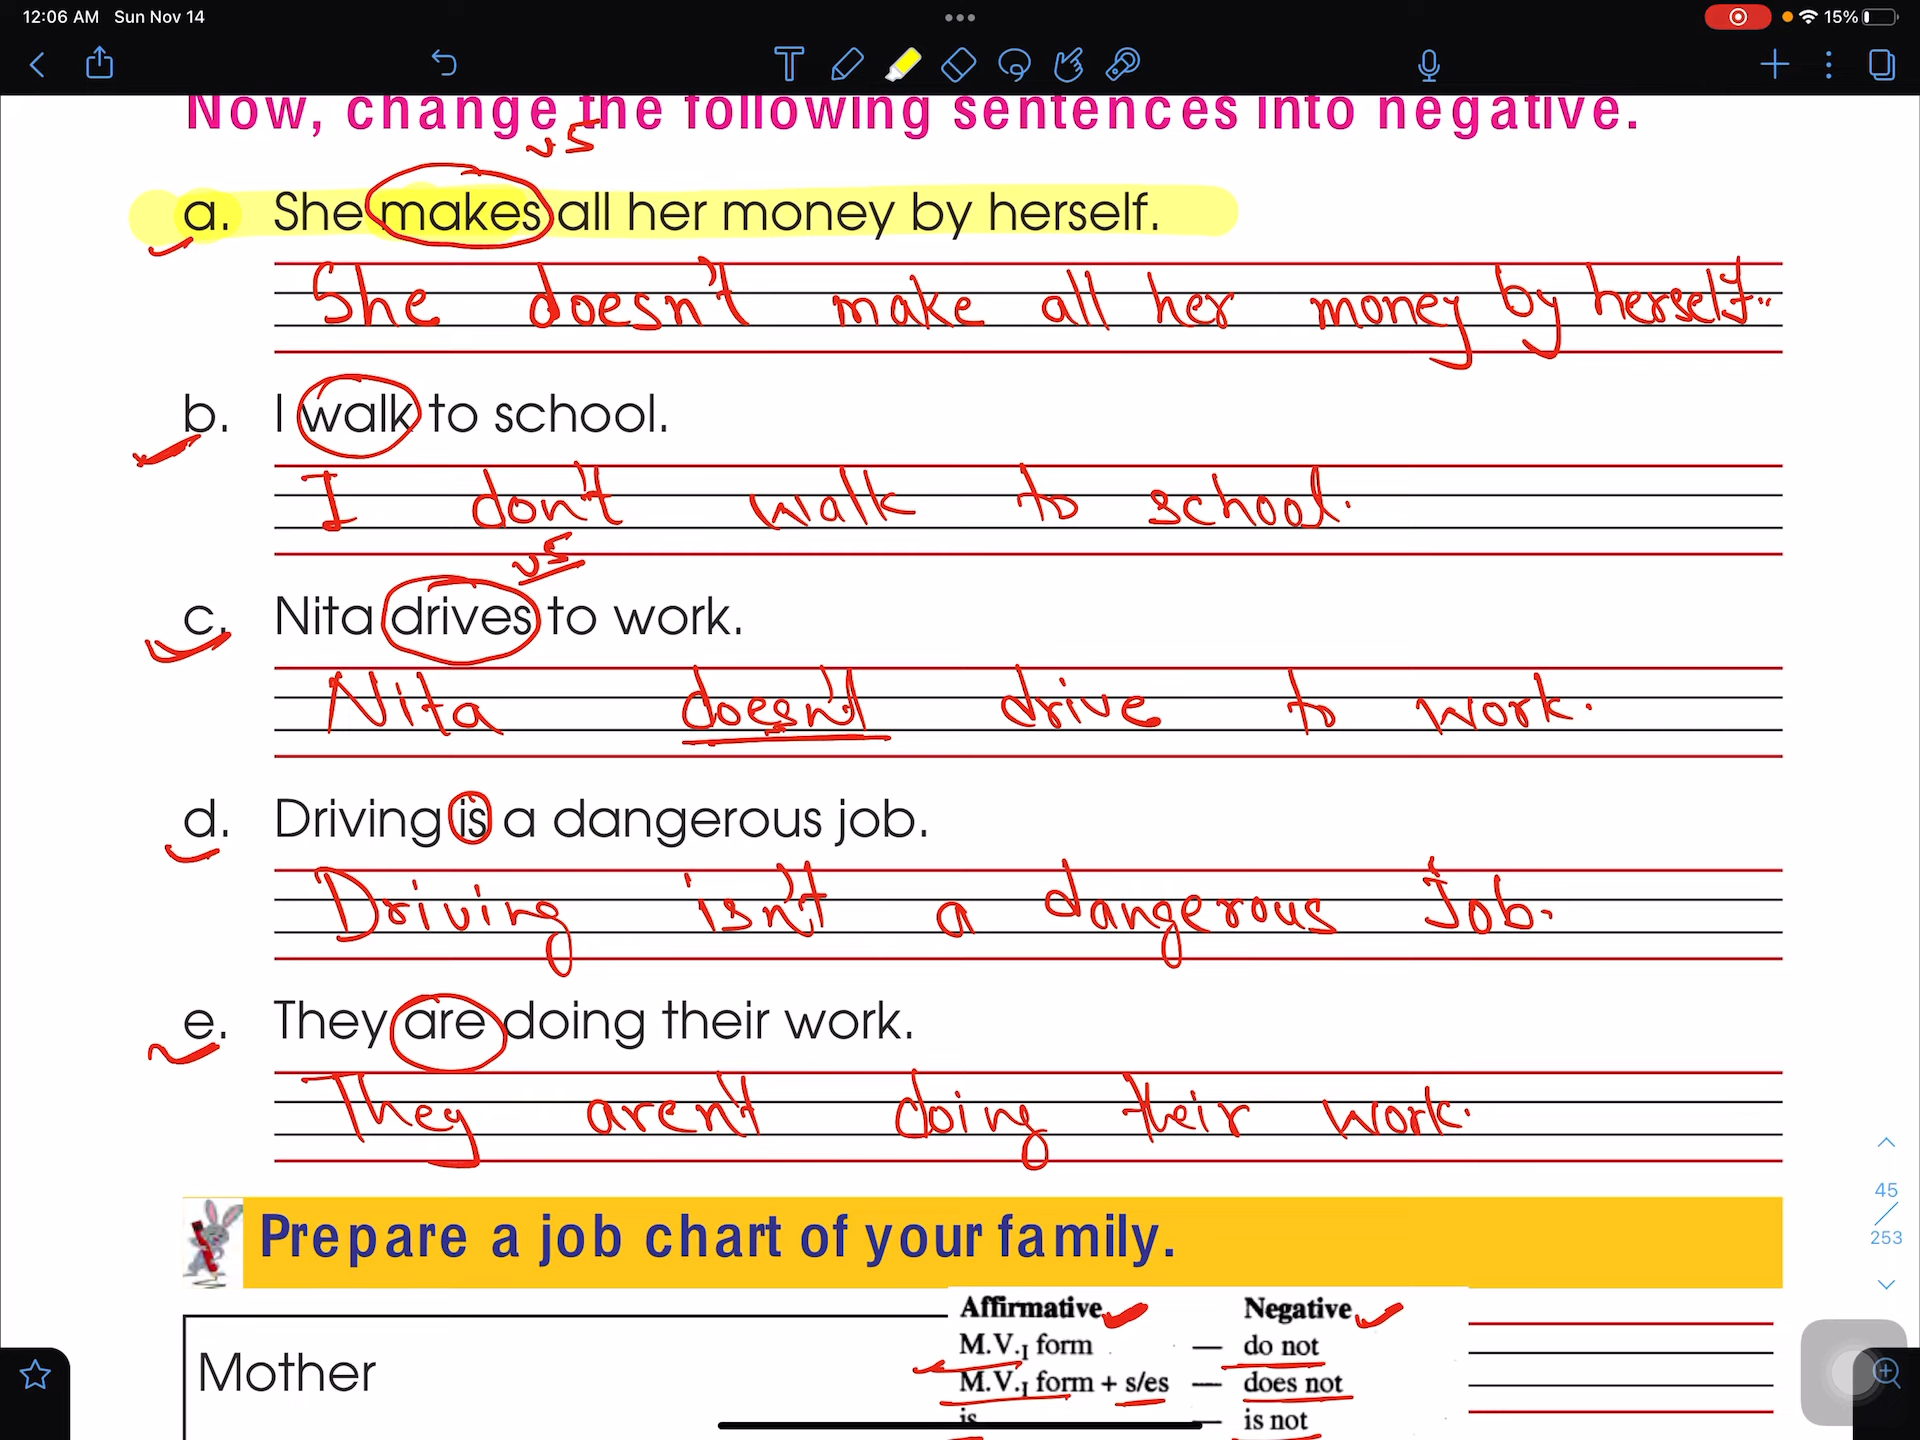 12:06 AM Sun Nov 14
15%
Now, change the following sentences into negative.
v5
a. She makes all her money by herself.
She doesn't make all her money by herself.
b. I walk to school.
I don't walk to school.
v5
c. Nita drives to work.
Nita doesn't drive to work.
d. Driving is a dangerous job.
Driving isn't a dangerous Job.
e. They are doing their work.
They aren't doing their work.
45
253
Prepare a job chart of your family.
Affirmative Negative
M.V.I form — do not
Mother
M.V.I form + s/es — does not
is — is not